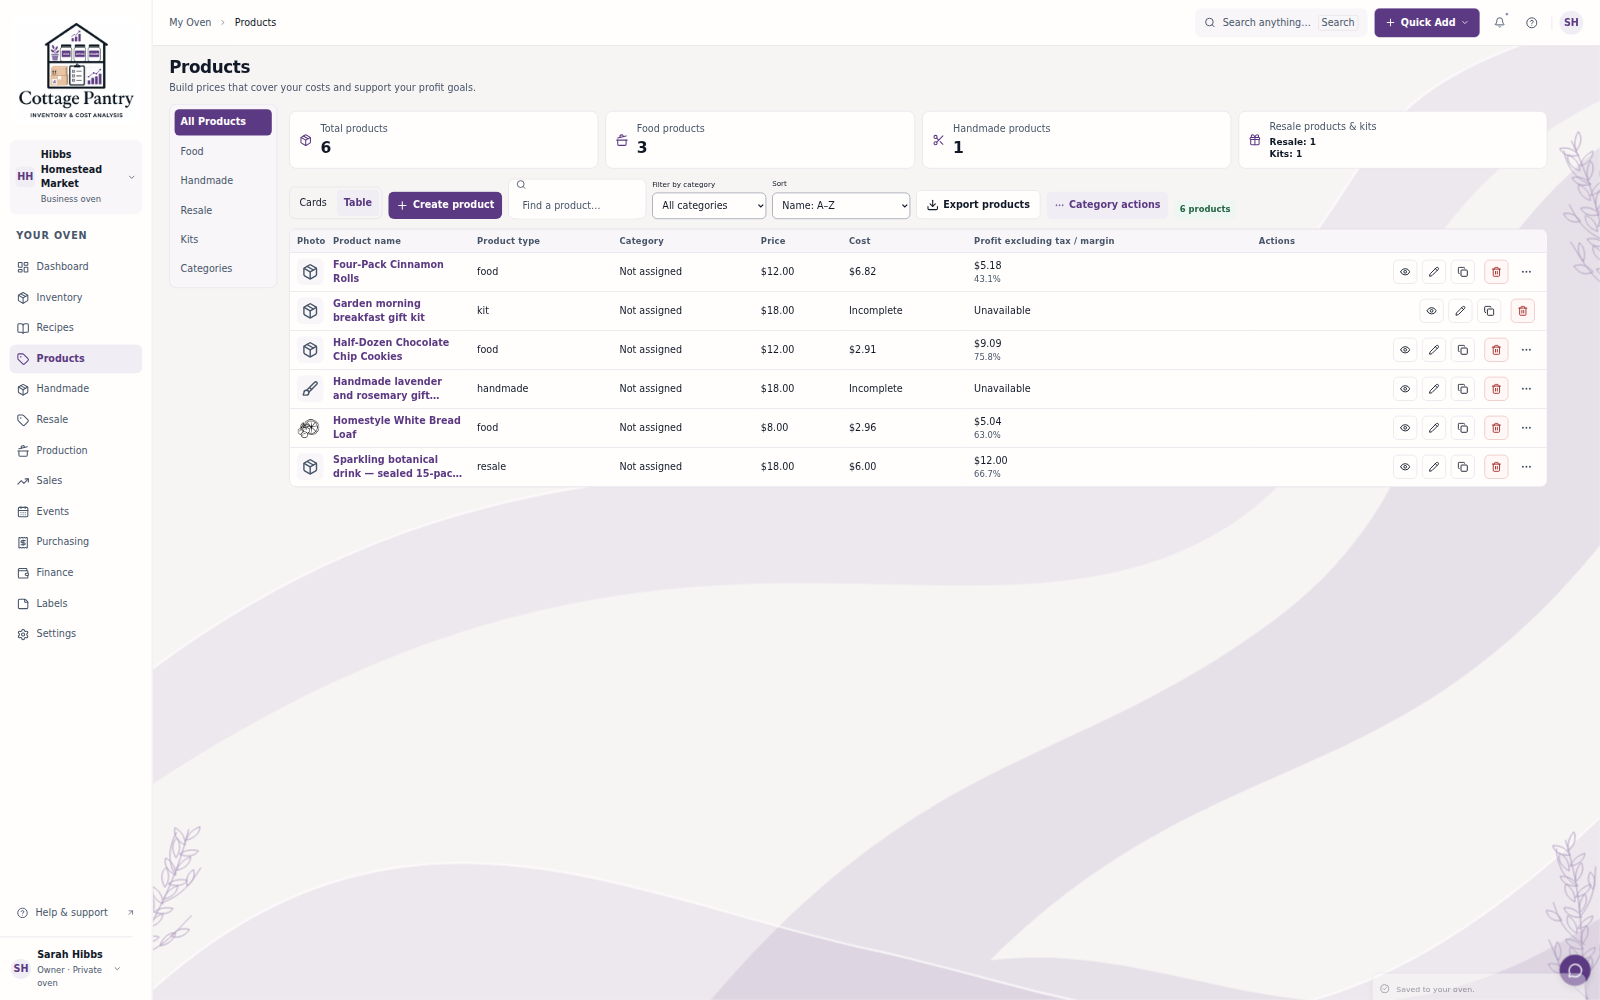 Cottage Pantry
INVENTORY & COST ANALYSIS
HH
Hibbs
Homestead
Market
Business oven
YOUR OVEN
Dashboard
Inventory
Recipes
Products
Handmade
Resale
Production
Sales
Events
Purchasing
Finance
Labels
Settings
Help & support
SH
Sarah Hibbs
Owner · Private
oven
My Oven › Products
Search anything... Search
+ Quick Add
SH
Products
Build prices that cover your costs and support your profit goals.
All Products
Food
Handmade
Resale
Kits
Categories
Total products
6
Food products
3
Handmade products
1
Resale products & kits
Resale: 1
Kits: 1
Cards Table
+ Create product
Find a product...
Filter by category
All categories
Sort
Name: A–Z
Export products
··· Category actions
6 products
Photo Product name Product type Category Price Cost Profit excluding tax / margin Actions
Four-Pack Cinnamon
Rolls
food Not assigned $12.00 $6.82 $5.18
43.1%
Garden morning
breakfast gift kit
kit Not assigned $18.00 Incomplete Unavailable
Half-Dozen Chocolate
Chip Cookies
food Not assigned $12.00 $2.91 $9.09
75.8%
Handmade lavender
and rosemary gift...
handmade Not assigned $18.00 Incomplete Unavailable
Homestyle White Bread
Loaf
food Not assigned $8.00 $2.96 $5.04
63.0%
Sparkling botanical
drink — sealed 15-pac...
resale Not assigned $18.00 $6.00 $12.00
66.7%
Saved to your oven.